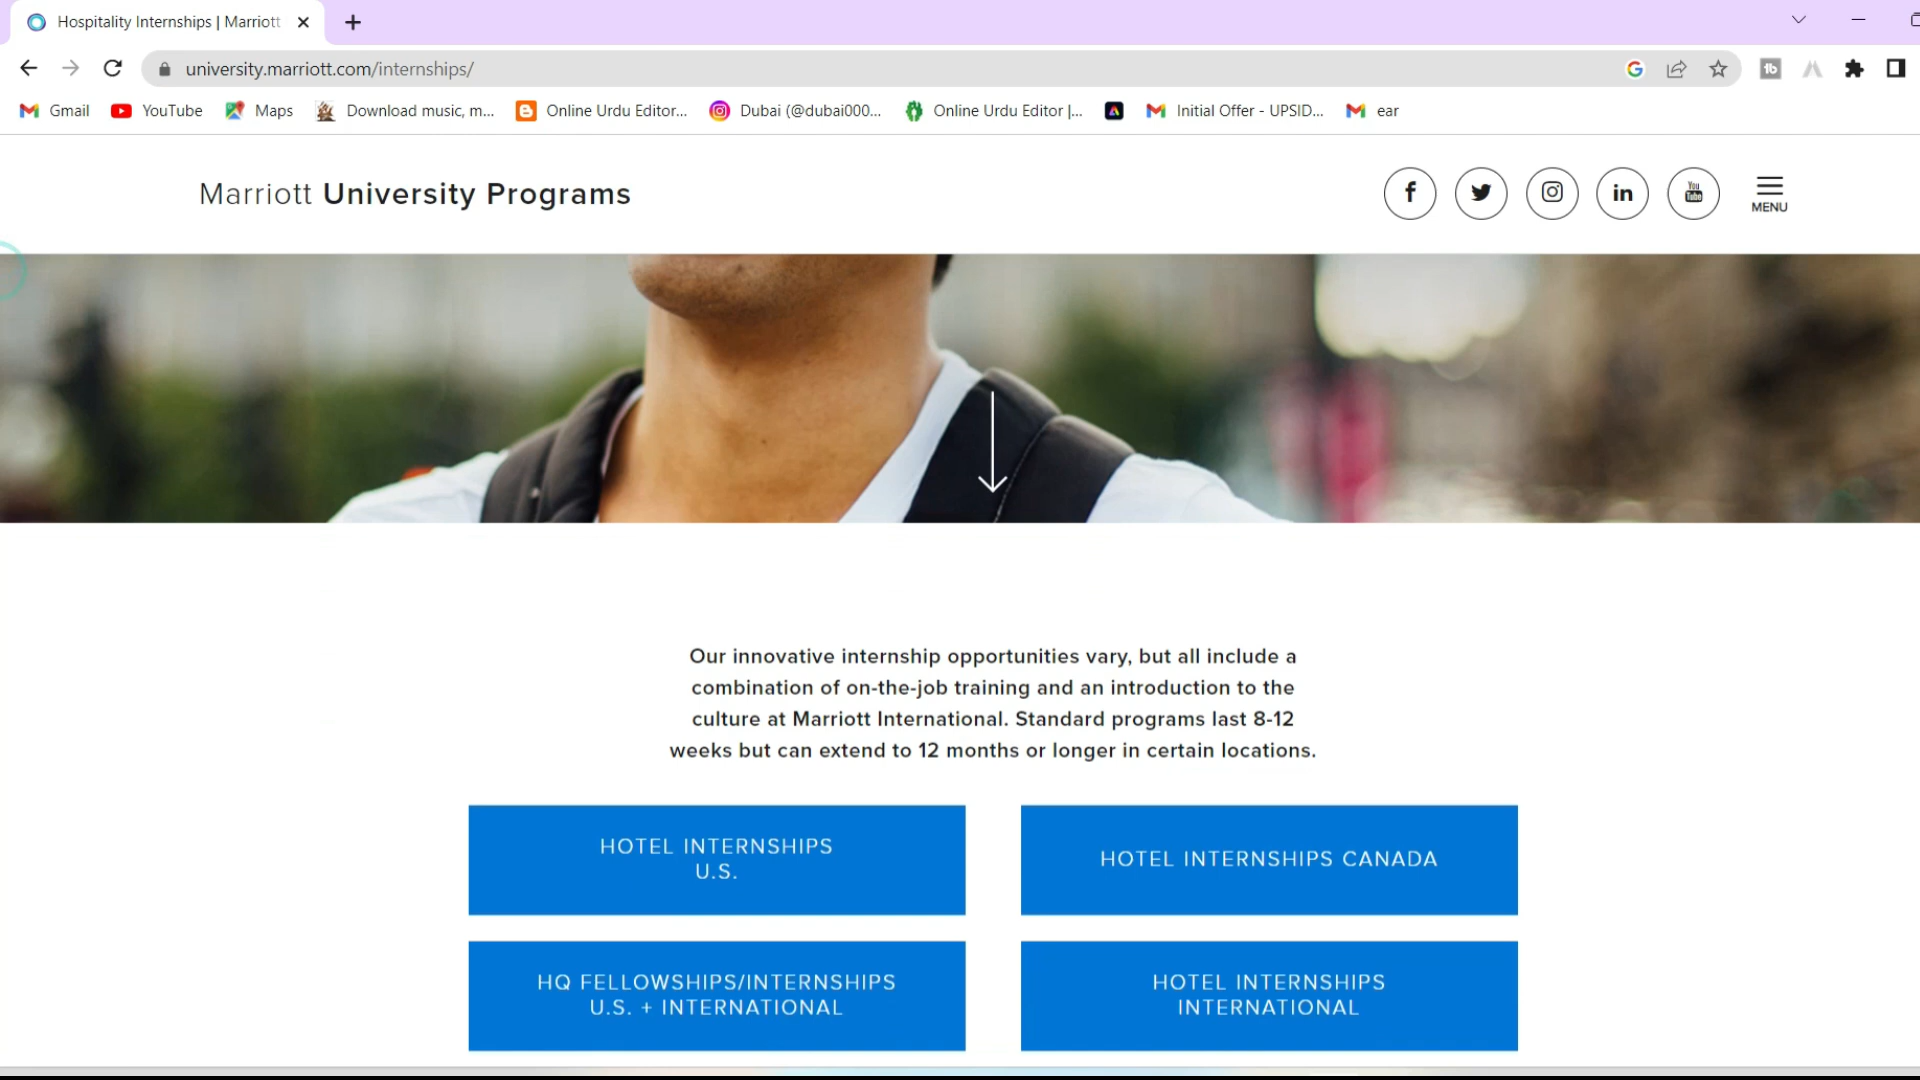 Hospitality Internships | Marriott
university.marriott.com/internships/
Gmail YouTube Maps Download music, m... Online Urdu Editor... Dubai (@dubai000... Online Urdu Editor |... Initial Offer - UPSID... ear
Marriott University Programs
MENU
Our innovative internship opportunities vary, but all include a
combination of on-the-job training and an introduction to the
culture at Marriott International. Standard programs last 8-12
weeks but can extend to 12 months or longer in certain locations.
HOTEL INTERNSHIPS
U.S.
HOTEL INTERNSHIPS CANADA
HQ FELLOWSHIPS/INTERNSHIPS
U.S. + INTERNATIONAL
HOTEL INTERNSHIPS
INTERNATIONAL